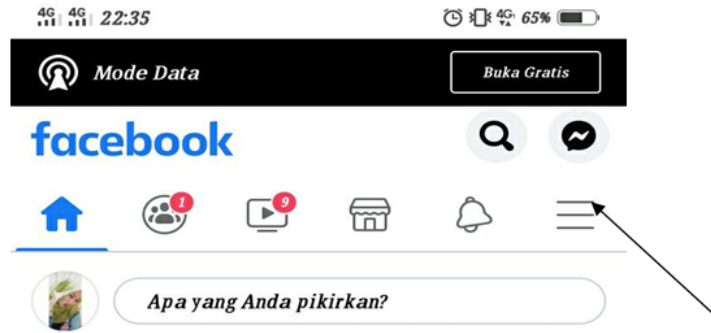 4G 4G 22:35 4G 65%
Mode Data Buka Gratis
facebook
1 9
Apa yang Anda pikirkan?